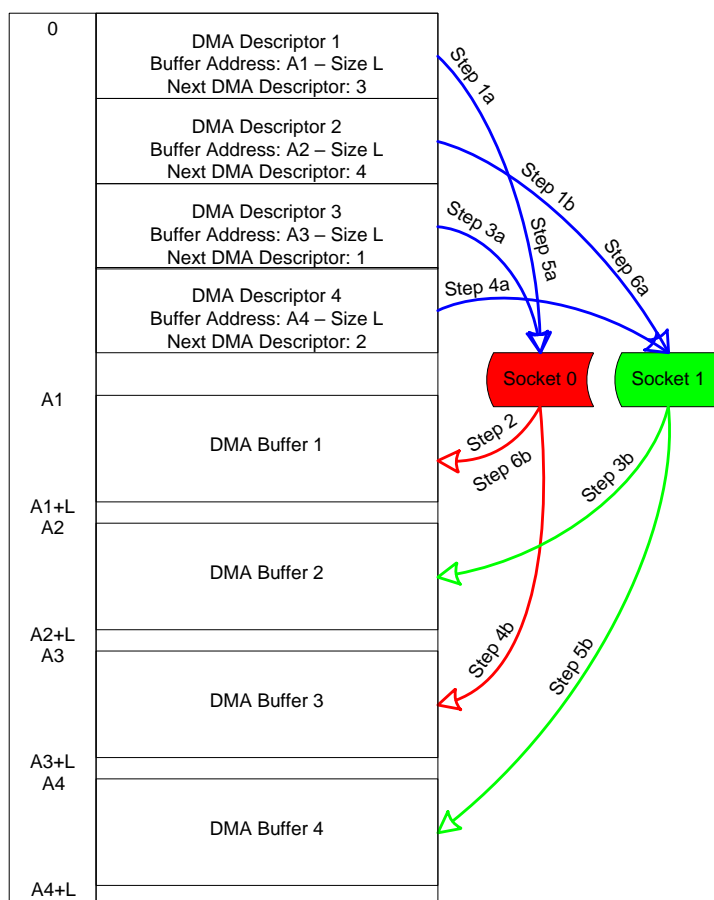 0
DMA Descriptor 1
Buffer Address: A1 – Size L
Next DMA Descriptor: 3
DMA Descriptor 2
Buffer Address: A2 – Size L
Next DMA Descriptor: 4
DMA Descriptor 3
Buffer Address: A3 – Size L
Next DMA Descriptor: 1
DMA Descriptor 4
Buffer Address: A4 – Size L
Next DMA Descriptor: 2
Step 1a
Step 1b
Step 3a
Step 5a
Step 6a
Step 4a
Socket 0
Socket 1
A1
DMA Buffer 1
Step 2
Step 6b
Step 3b
A1+L
A2
DMA Buffer 2
A2+L
A3
Step 4b
Step 5b
DMA Buffer 3
A3+L
A4
DMA Buffer 4
A4+L